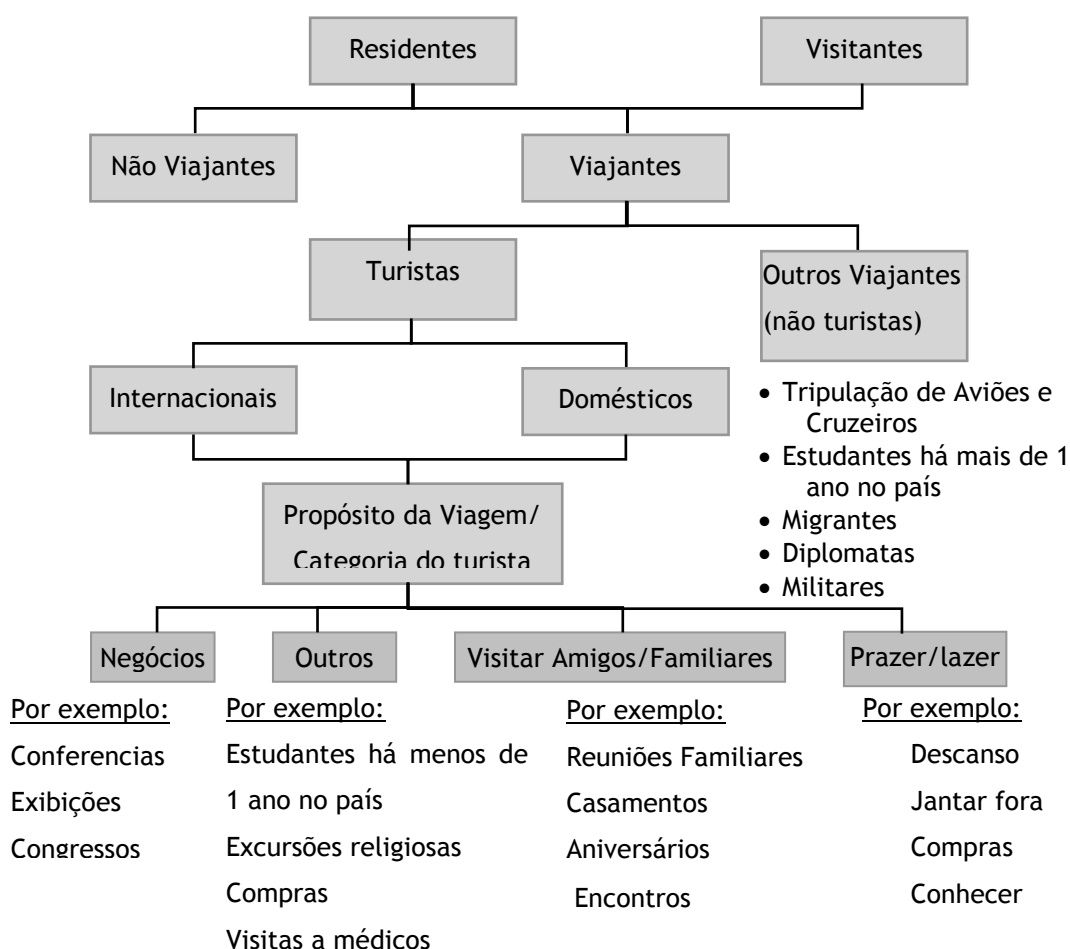 Residentes
Visitantes
Não Viajantes
Viajantes
Turistas
Outros Viajantes
(não turistas)
Internacionais
Domésticos
• Tripulação de Aviões e
Cruzeiros
• Estudantes há mais de 1
ano no país
• Migrantes
• Diplomatas
• Militares
Propósito da Viagem/
Categoria do turista
Negócios
Outros
Visitar Amigos/Familiares
Prazer/lazer
Por exemplo:
Conferencias
Exibições
Congressos
Por exemplo:
Estudantes há menos de
1 ano no país
Excursões religiosas
Compras
Visitas a médicos
Por exemplo:
Reuniões Familiares
Casamentos
Aniversários
Encontros
Por exemplo:
Descanso
Jantar fora
Compras
Conhecer